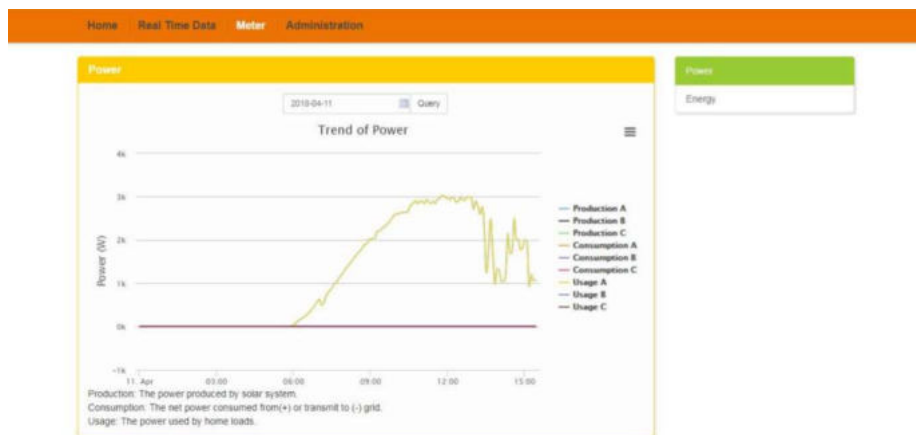 Home Real Time Data Meter Administration
Power
Power
Energy
2018-04-11 Query
Trend of Power
4k
3k
2k
1k
0k
-1k
Power (W)
11. Apr 03:00 06:00 09:00 12:00 15:00
Production A
Production B
Production C
Consumption A
Consumption B
Consumption C
Usage A
Usage B
Usage C
Production: The power produced by solar system.
Consumption: The net power consumed from(+) or transmit to (-) grid.
Usage: The power used by home loads.